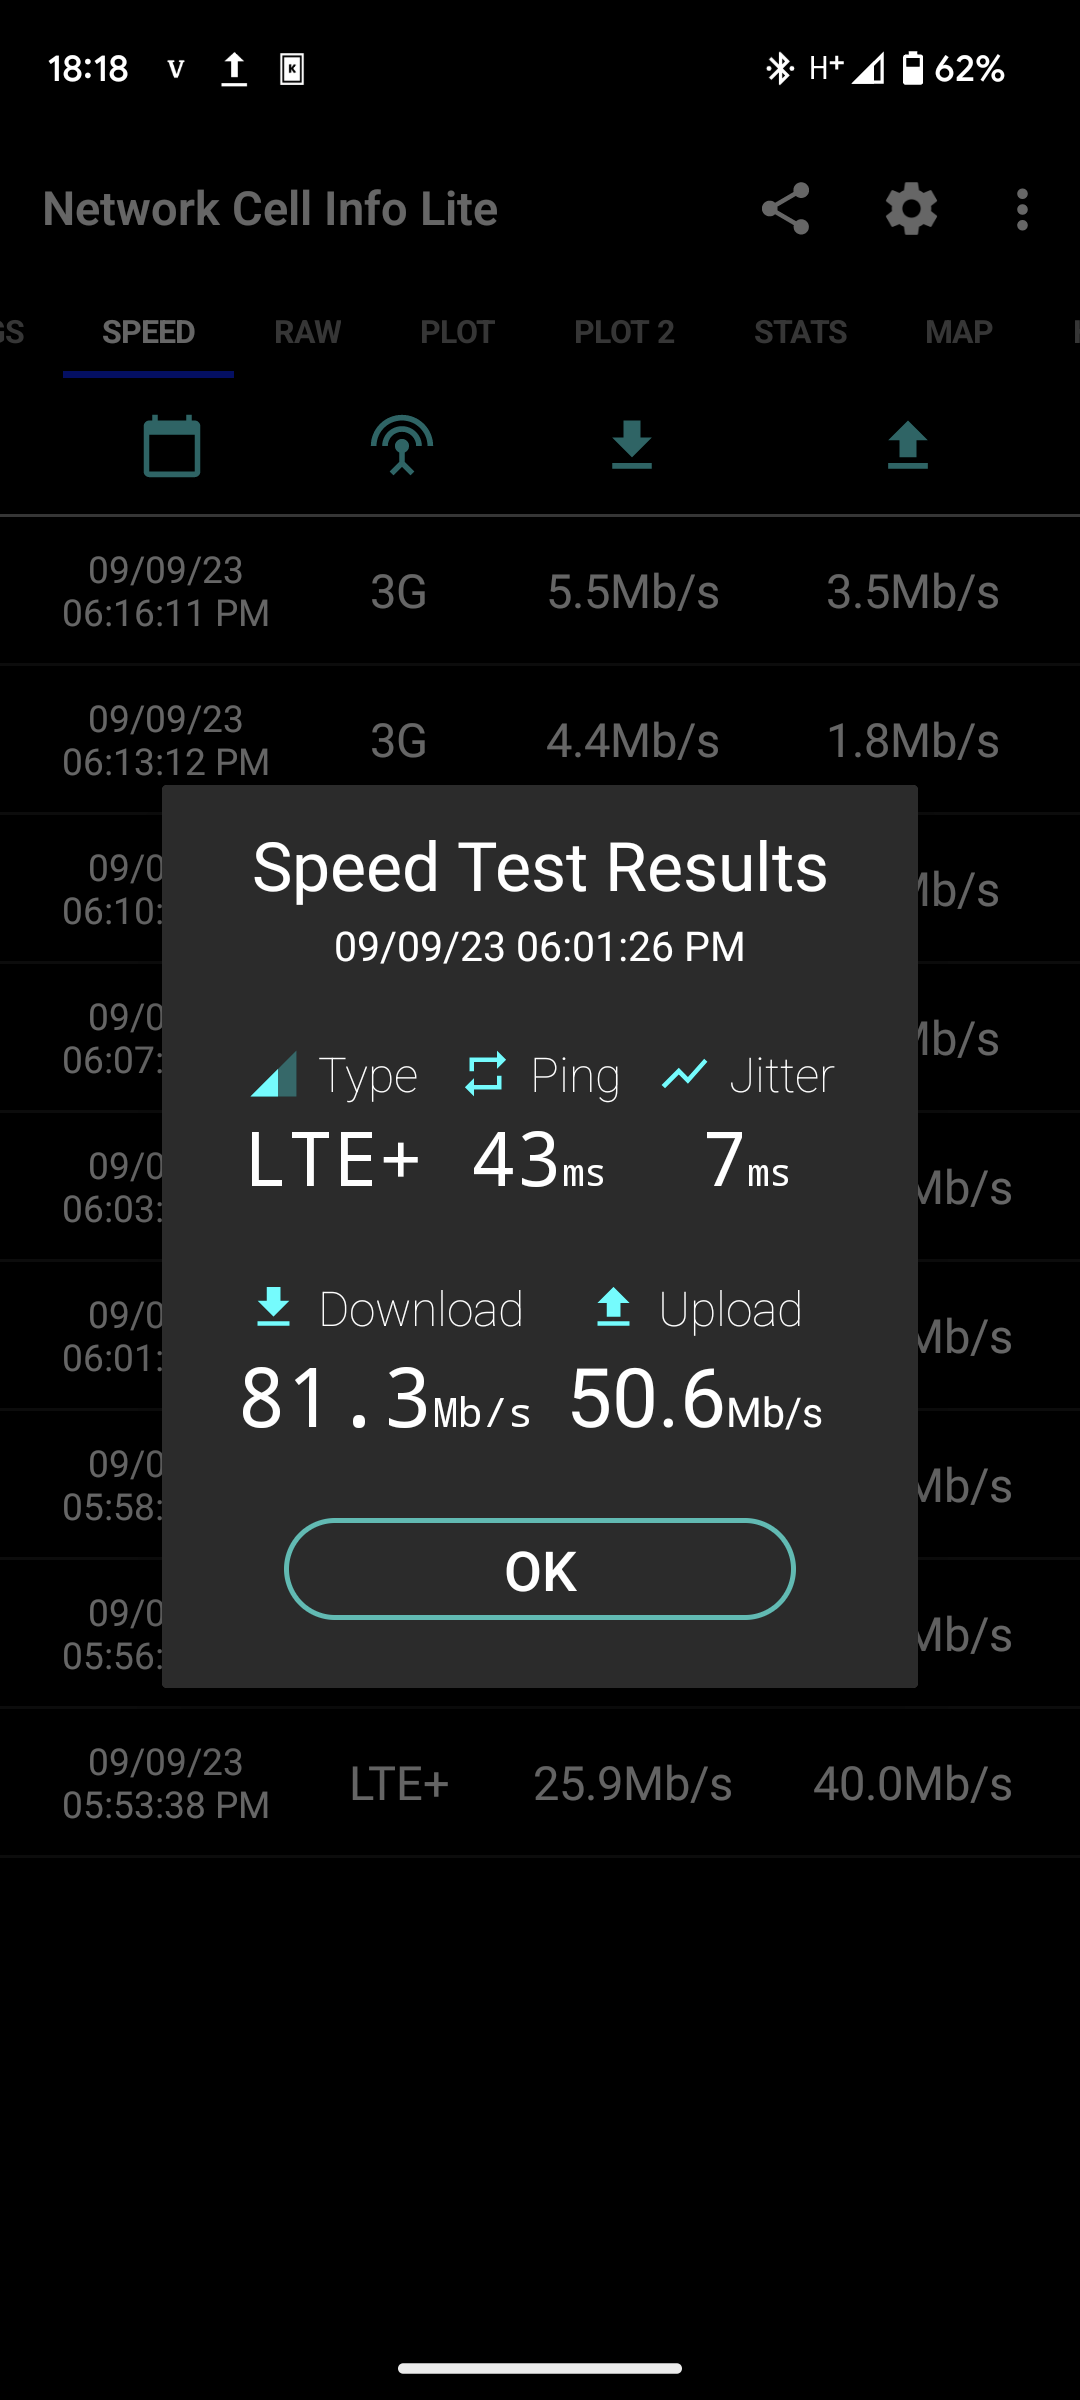 18:18 V K H+ 62%
Network Cell Info Lite
GS SPEED RAW PLOT PLOT 2 STATS MAP
09/09/23
06:16:11 PM 3G 5.5Mb/s 3.5Mb/s
09/09/23
06:13:12 PM 3G 4.4Mb/s 1.8Mb/s
09/0
06:10: Mb/s
09/0
06:07: Mb/s
09/0
06:03: Mb/s
09/0
06:01: Mb/s
09/0
05:58: Mb/s
09/0
05:56: Mb/s
Speed Test Results
09/09/23 06:01:26 PM
Type Ping Jitter
LTE+ 43ms 7ms
Download Upload
81.3Mb/s 50.6Mb/s
OK
09/09/23
05:53:38 PM LTE+ 25.9Mb/s 40.0Mb/s